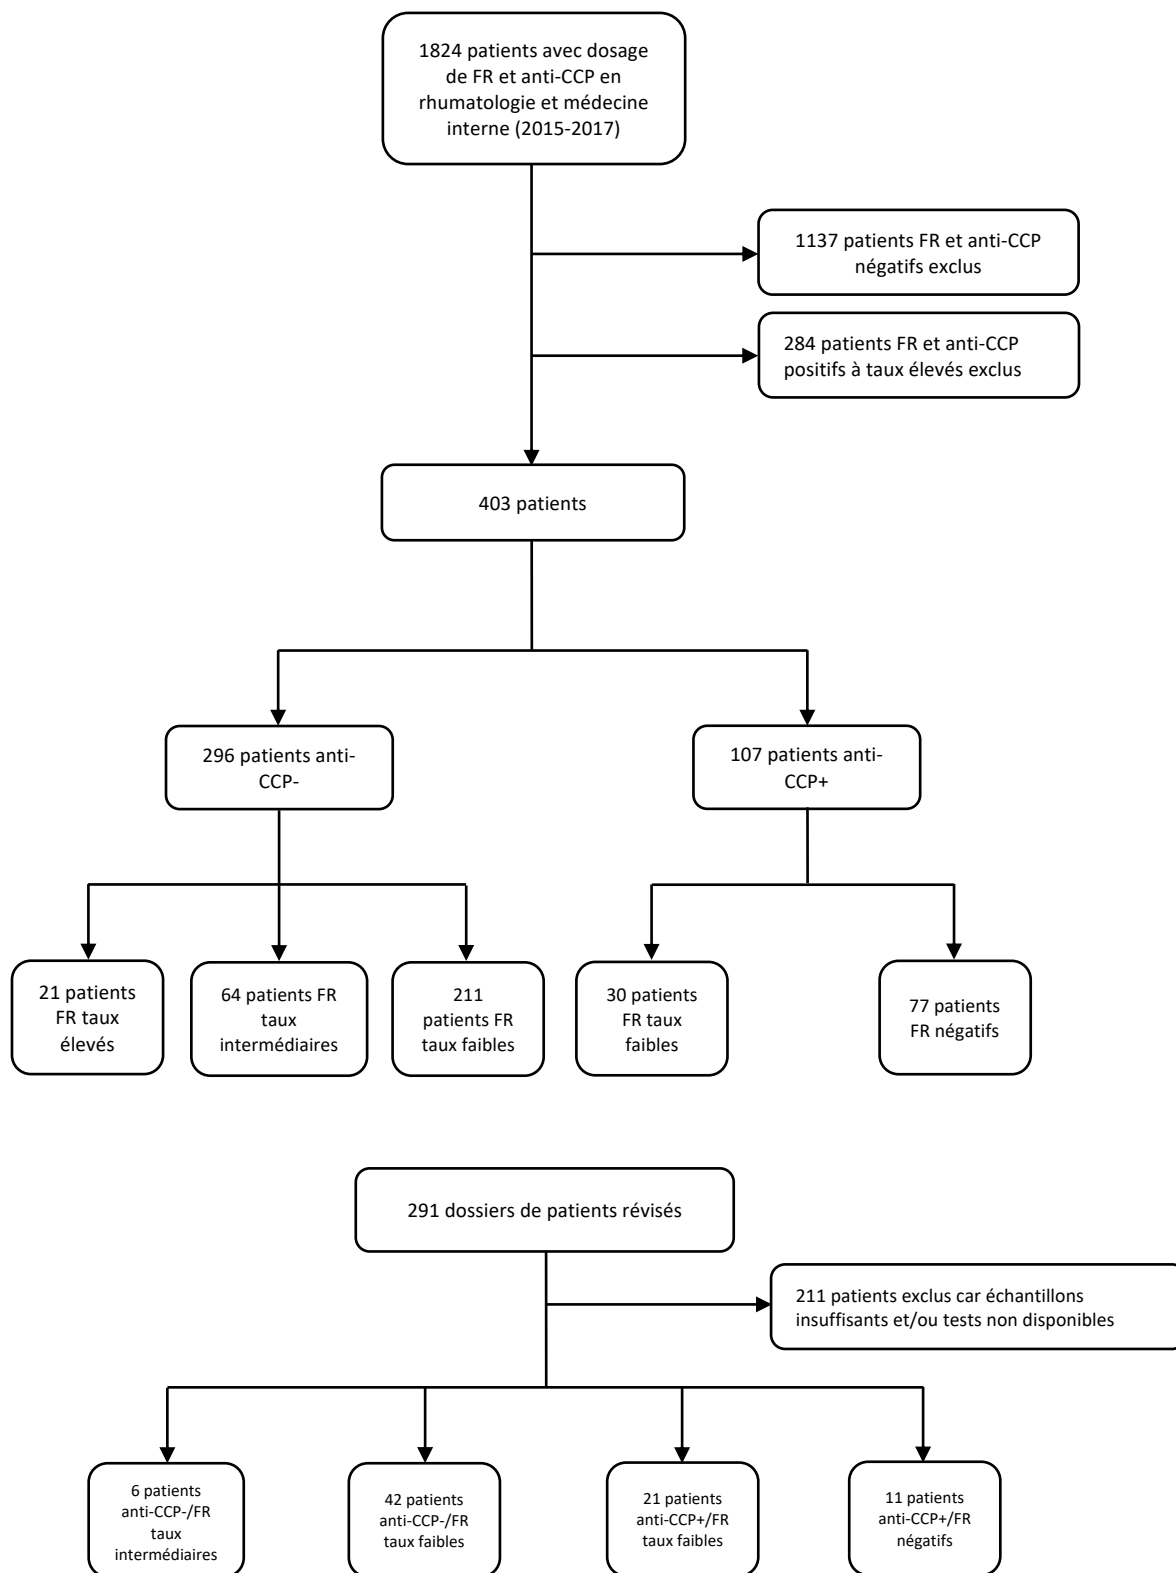 1824 patients avec dosage
de FR et anti-CCP en
rhumatologie et médecine
interne (2015-2017)
1137 patients FR et anti-CCP
négatifs exclus
284 patients FR et anti-CCP
positifs à taux élevés exclus
403 patients
296 patients anti-
CCP-
107 patients anti-
CCP+
21 patients
FR taux
élevés
64 patients FR
taux
intermédiaires
211
patients FR
taux faibles
30 patients
FR taux
faibles
77 patients
FR négatifs
291 dossiers de patients révisés
211 patients exclus car échantillons
insuffisants et/ou tests non disponibles
6 patients
anti-CCP-/FR
taux
intermédiaires
42 patients
anti-CCP-/FR
taux faibles
21 patients
anti-CCP+/FR
taux faibles
11 patients
anti-CCP+/FR
négatifs